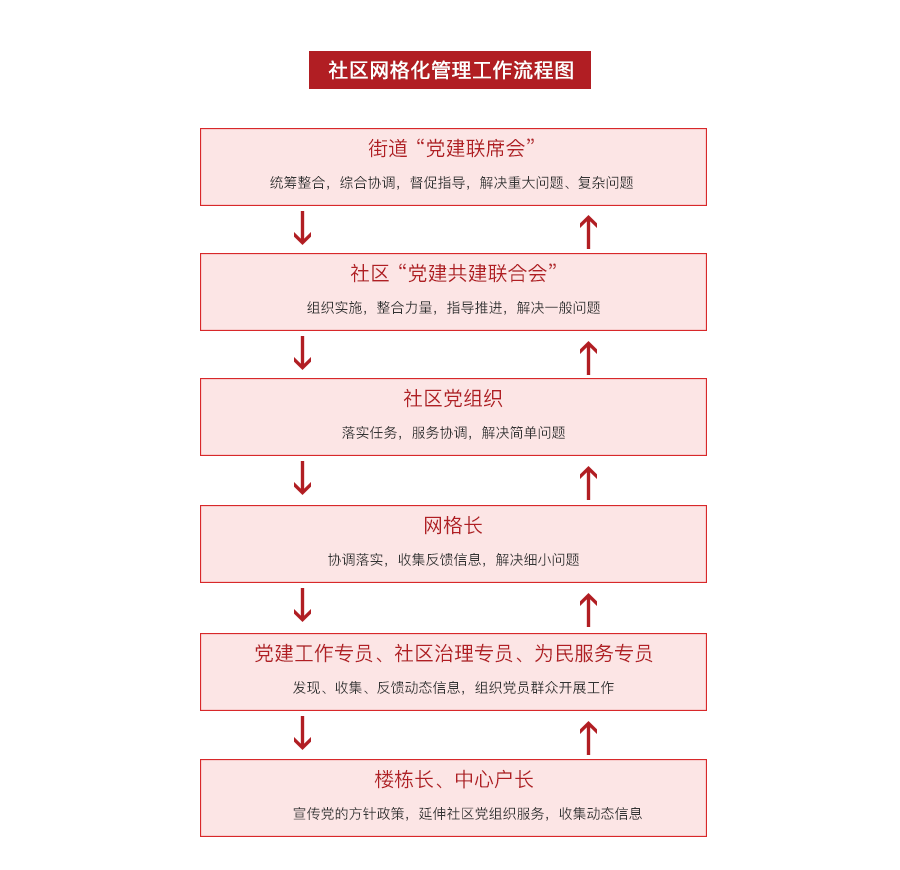 社区网格化管理工作流程图
街道“党建联席会”
统筹整合，综合协调，督促指导，解决重大问题、复杂问题
社区“党建共建联合会”
组织实施，整合力量，指导推进，解决一般问题
社区党组织
落实任务，服务协调，解决简单问题
网格长
协调落实，收集反馈信息，解决细小问题
党建工作专员、社区治理专员、为民服务专员
发现、收集、反馈动态信息，组织党员群众开展工作
楼栋长、中心户长
宣传党的方针政策，延伸社区党组织服务，收集动态信息